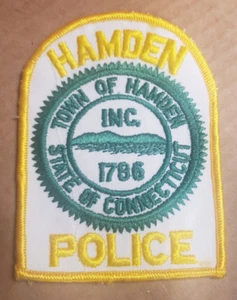 HAMDEN
TOWN OF HAMDEN
INC.
1786
STATE OF CONNECTICUT
POLICE